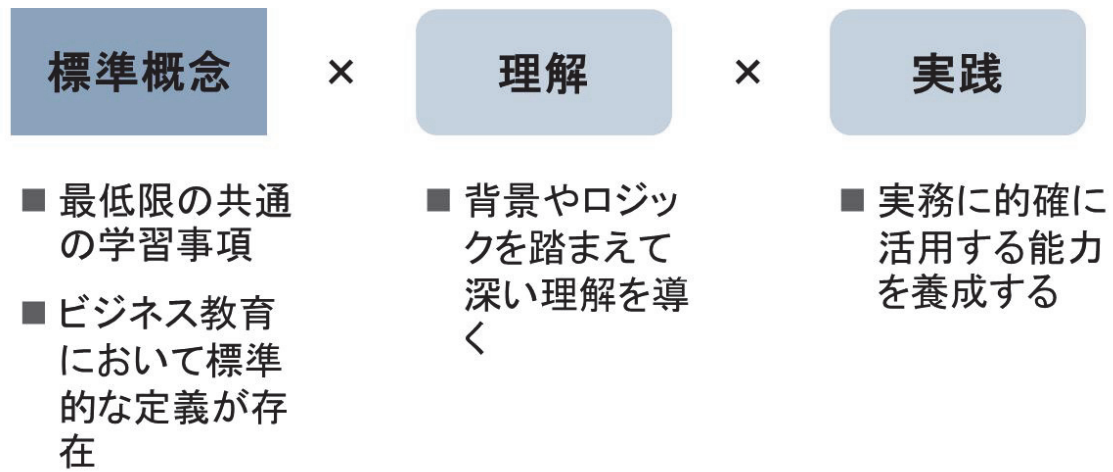 標準概念 × 理解 × 実践
■ 最低限の共通
の学習事項
■ ビジネス教育
において標準
的な定義が存
在
■ 背景やロジッ
クを踏まえて
深い理解を導
く
■ 実務に的確に
活用する能力
を養成する